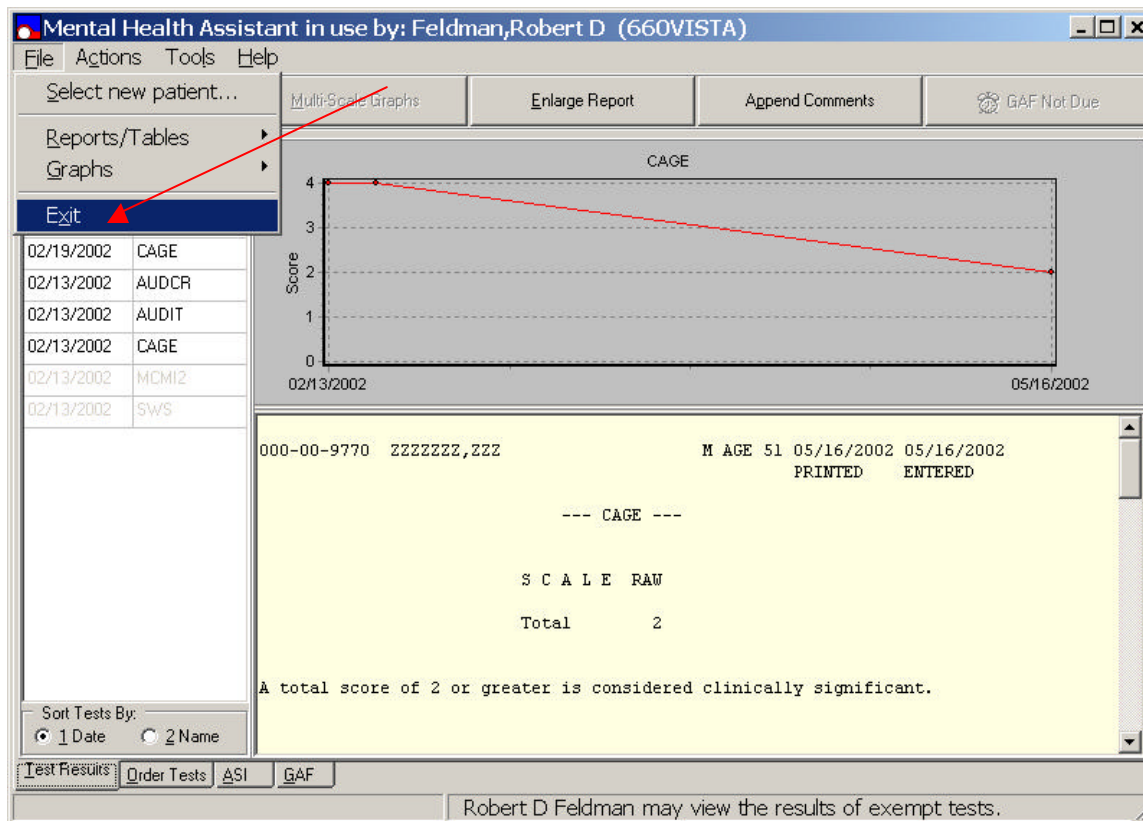 Mental Health Assistant in use by: Feldman,Robert D (660VISTA)
File Actions Tools Help
Select new patient...
Reports/Tables
Graphs
Exit
Multi-Scale Graphs Enlarge Report Append Comments GAF Not Due
02/19/2002 CAGE
02/13/2002 AUDCR
02/13/2002 AUDIT
02/13/2002 CAGE
02/13/2002 MCMI2
02/13/2002 SWS
CAGE
4
3
2
1
0
Score
02/13/2002 05/16/2002
000-00-9770 ZZZZZZZ,ZZZ M AGE 51 05/16/2002 05/16/2002
PRINTED ENTERED
--- CAGE ---
S C A L E RAW
Total 2
A total score of 2 or greater is considered clinically significant.
Sort Tests By:
1 Date 2 Name
Test Results Order Tests ASI GAF
Robert D Feldman may view the results of exempt tests.